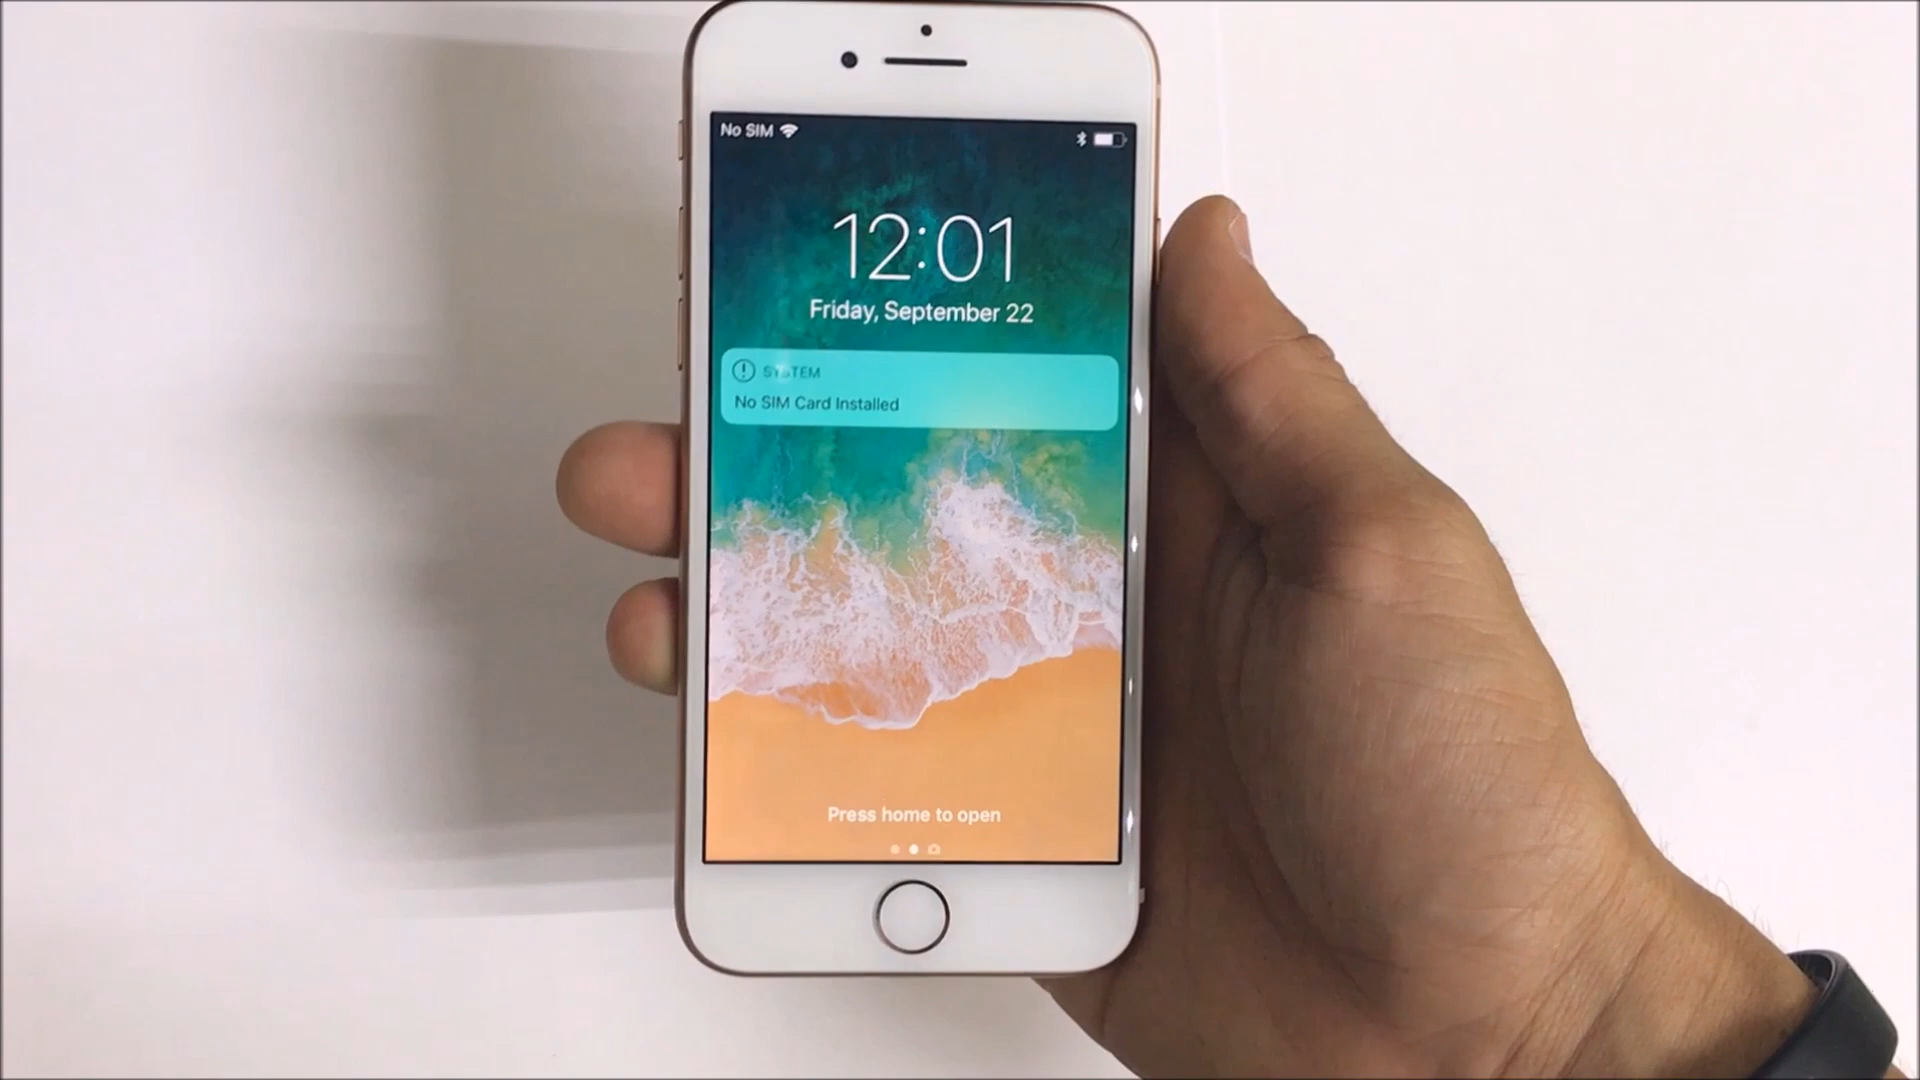 No SIM
12:01
Friday, September 22
SYSTEM
No SIM Card Installed
Press home to open